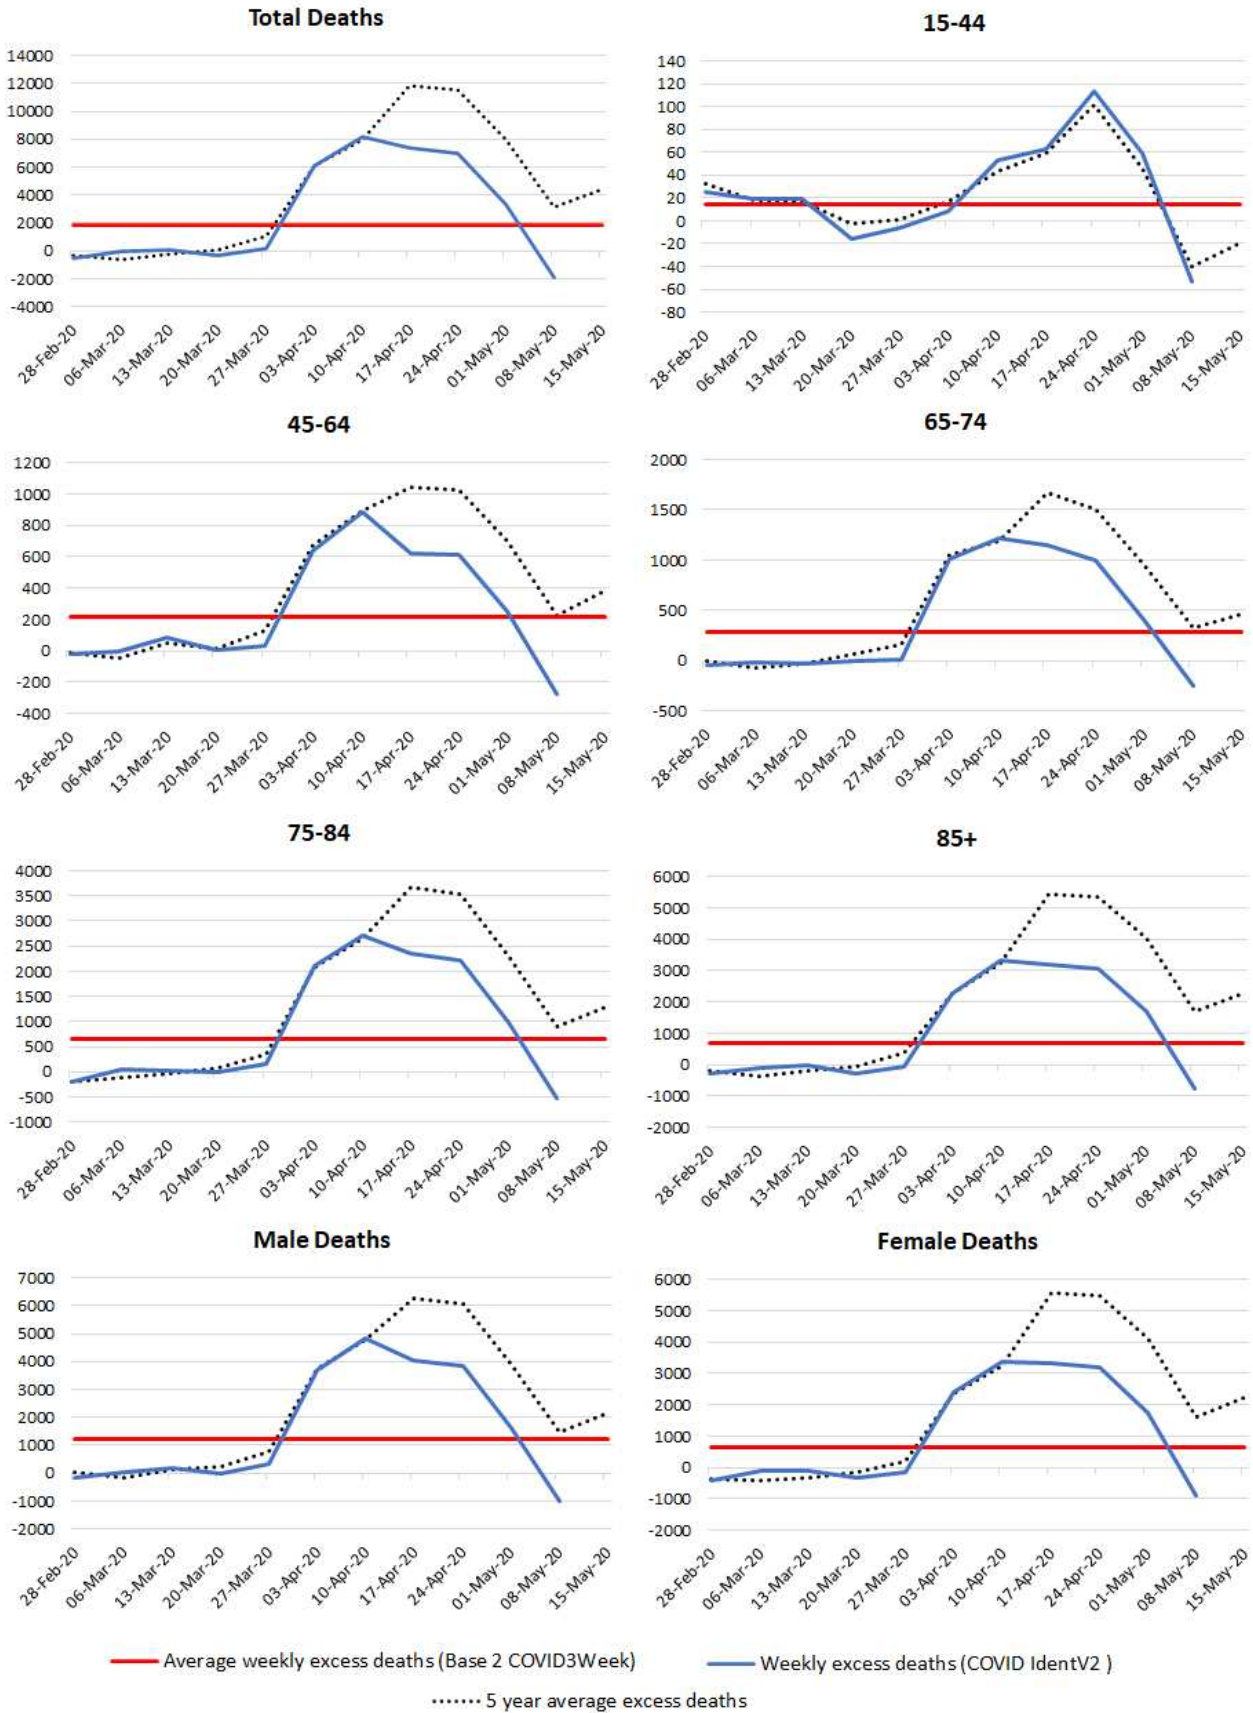 Total Deaths
14000
12000
10000
8000
6000
4000
2000
0
-2000
-4000
28-Feb-20
06-Mar-20
13-Mar-20
20-Mar-20
27-Mar-20
03-Apr-20
10-Apr-20
17-Apr-20
24-Apr-20
01-May-20
08-May-20
15-May-20
15-44
140
120
100
80
60
40
20
0
-20
-40
-60
-80
28-Feb-20
06-Mar-20
13-Mar-20
20-Mar-20
27-Mar-20
03-Apr-20
10-Apr-20
17-Apr-20
24-Apr-20
01-May-20
08-May-20
15-May-20
45-64
1200
1000
800
600
400
200
0
-200
-400
28-Feb-20
06-Mar-20
13-Mar-20
20-Mar-20
27-Mar-20
03-Apr-20
10-Apr-20
17-Apr-20
24-Apr-20
01-May-20
08-May-20
15-May-20
65-74
2000
1500
1000
500
0
-500
28-Feb-20
06-Mar-20
13-Mar-20
20-Mar-20
27-Mar-20
03-Apr-20
10-Apr-20
17-Apr-20
24-Apr-20
01-May-20
08-May-20
15-May-20
75-84
4000
3500
3000
2500
2000
1500
1000
500
0
-500
-1000
28-Feb-20
06-Mar-20
13-Mar-20
20-Mar-20
27-Mar-20
03-Apr-20
10-Apr-20
17-Apr-20
24-Apr-20
01-May-20
08-May-20
15-May-20
85+
6000
5000
4000
3000
2000
1000
0
-1000
-2000
28-Feb-20
06-Mar-20
13-Mar-20
20-Mar-20
27-Mar-20
03-Apr-20
10-Apr-20
17-Apr-20
24-Apr-20
01-May-20
08-May-20
15-May-20
Male Deaths
7000
6000
5000
4000
3000
2000
1000
0
-1000
-2000
28-Feb-20
06-Mar-20
13-Mar-20
20-Mar-20
27-Mar-20
03-Apr-20
10-Apr-20
17-Apr-20
24-Apr-20
01-May-20
08-May-20
15-May-20
Female Deaths
6000
5000
4000
3000
2000
1000
0
-1000
-2000
28-Feb-20
06-Mar-20
13-Mar-20
20-Mar-20
27-Mar-20
03-Apr-20
10-Apr-20
17-Apr-20
24-Apr-20
01-May-20
08-May-20
15-May-20
Average weekly excess deaths (Base 2 COVID3Week)
Weekly excess deaths (COVID IdentV2 )
5 year average excess deaths